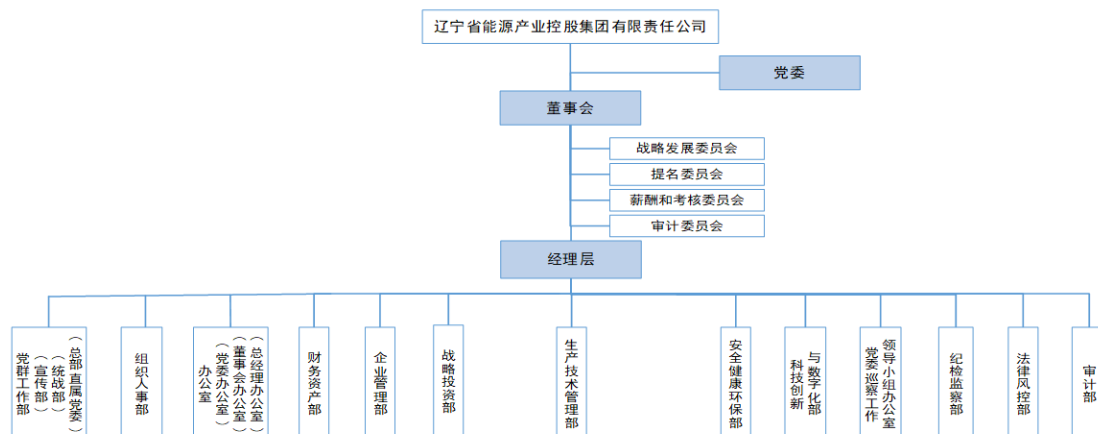 辽宁省能源产业控股集团有限责任公司
党委
董事会
战略发展委员会
提名委员会
薪酬和考核委员会
审计委员会
经理层
党群工作部
（宣传部）
（统战部）
（总部直属党委）
组织人事部
办公室
（党委办公室）
（董事会办公室）
（总经理办公室）
财务资产部
企业管理部
战略投资部
生产技术管理部
安全健康环保部
科技创新
与数字化部
党委巡察工作
领导小组办公室
纪检监察部
法律风控部
审计部